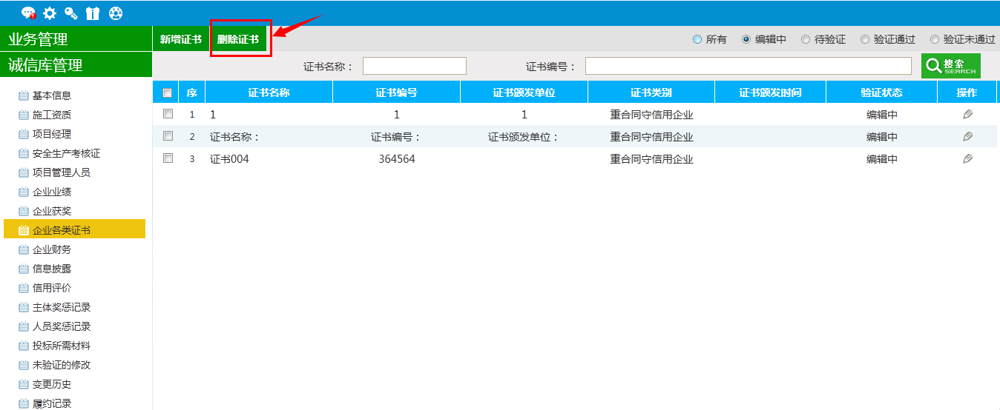 业务管理
新增证书 删除证书 所有 编辑中 待验证 验证通过 验证未通过
诚信库管理
证书名称： 证书编号： 搜索 SEARCH
序 证书名称 证书编号 证书颁发单位 证书类别 证书颁发时间 验证状态 操作
1 1 1 1 重合同守信用企业 编辑中
2 证书名称： 证书编号： 证书颁发单位： 重合同守信用企业 编辑中
3 证书004 364564 重合同守信用企业 编辑中
基本信息
施工资质
项目经理
安全生产考核证
项目管理人员
企业业绩
企业获奖
企业各类证书
企业财务
信息披露
信用评价
主体奖惩记录
人员奖惩记录
投标所需材料
未验证的修改
变更历史
履约记录